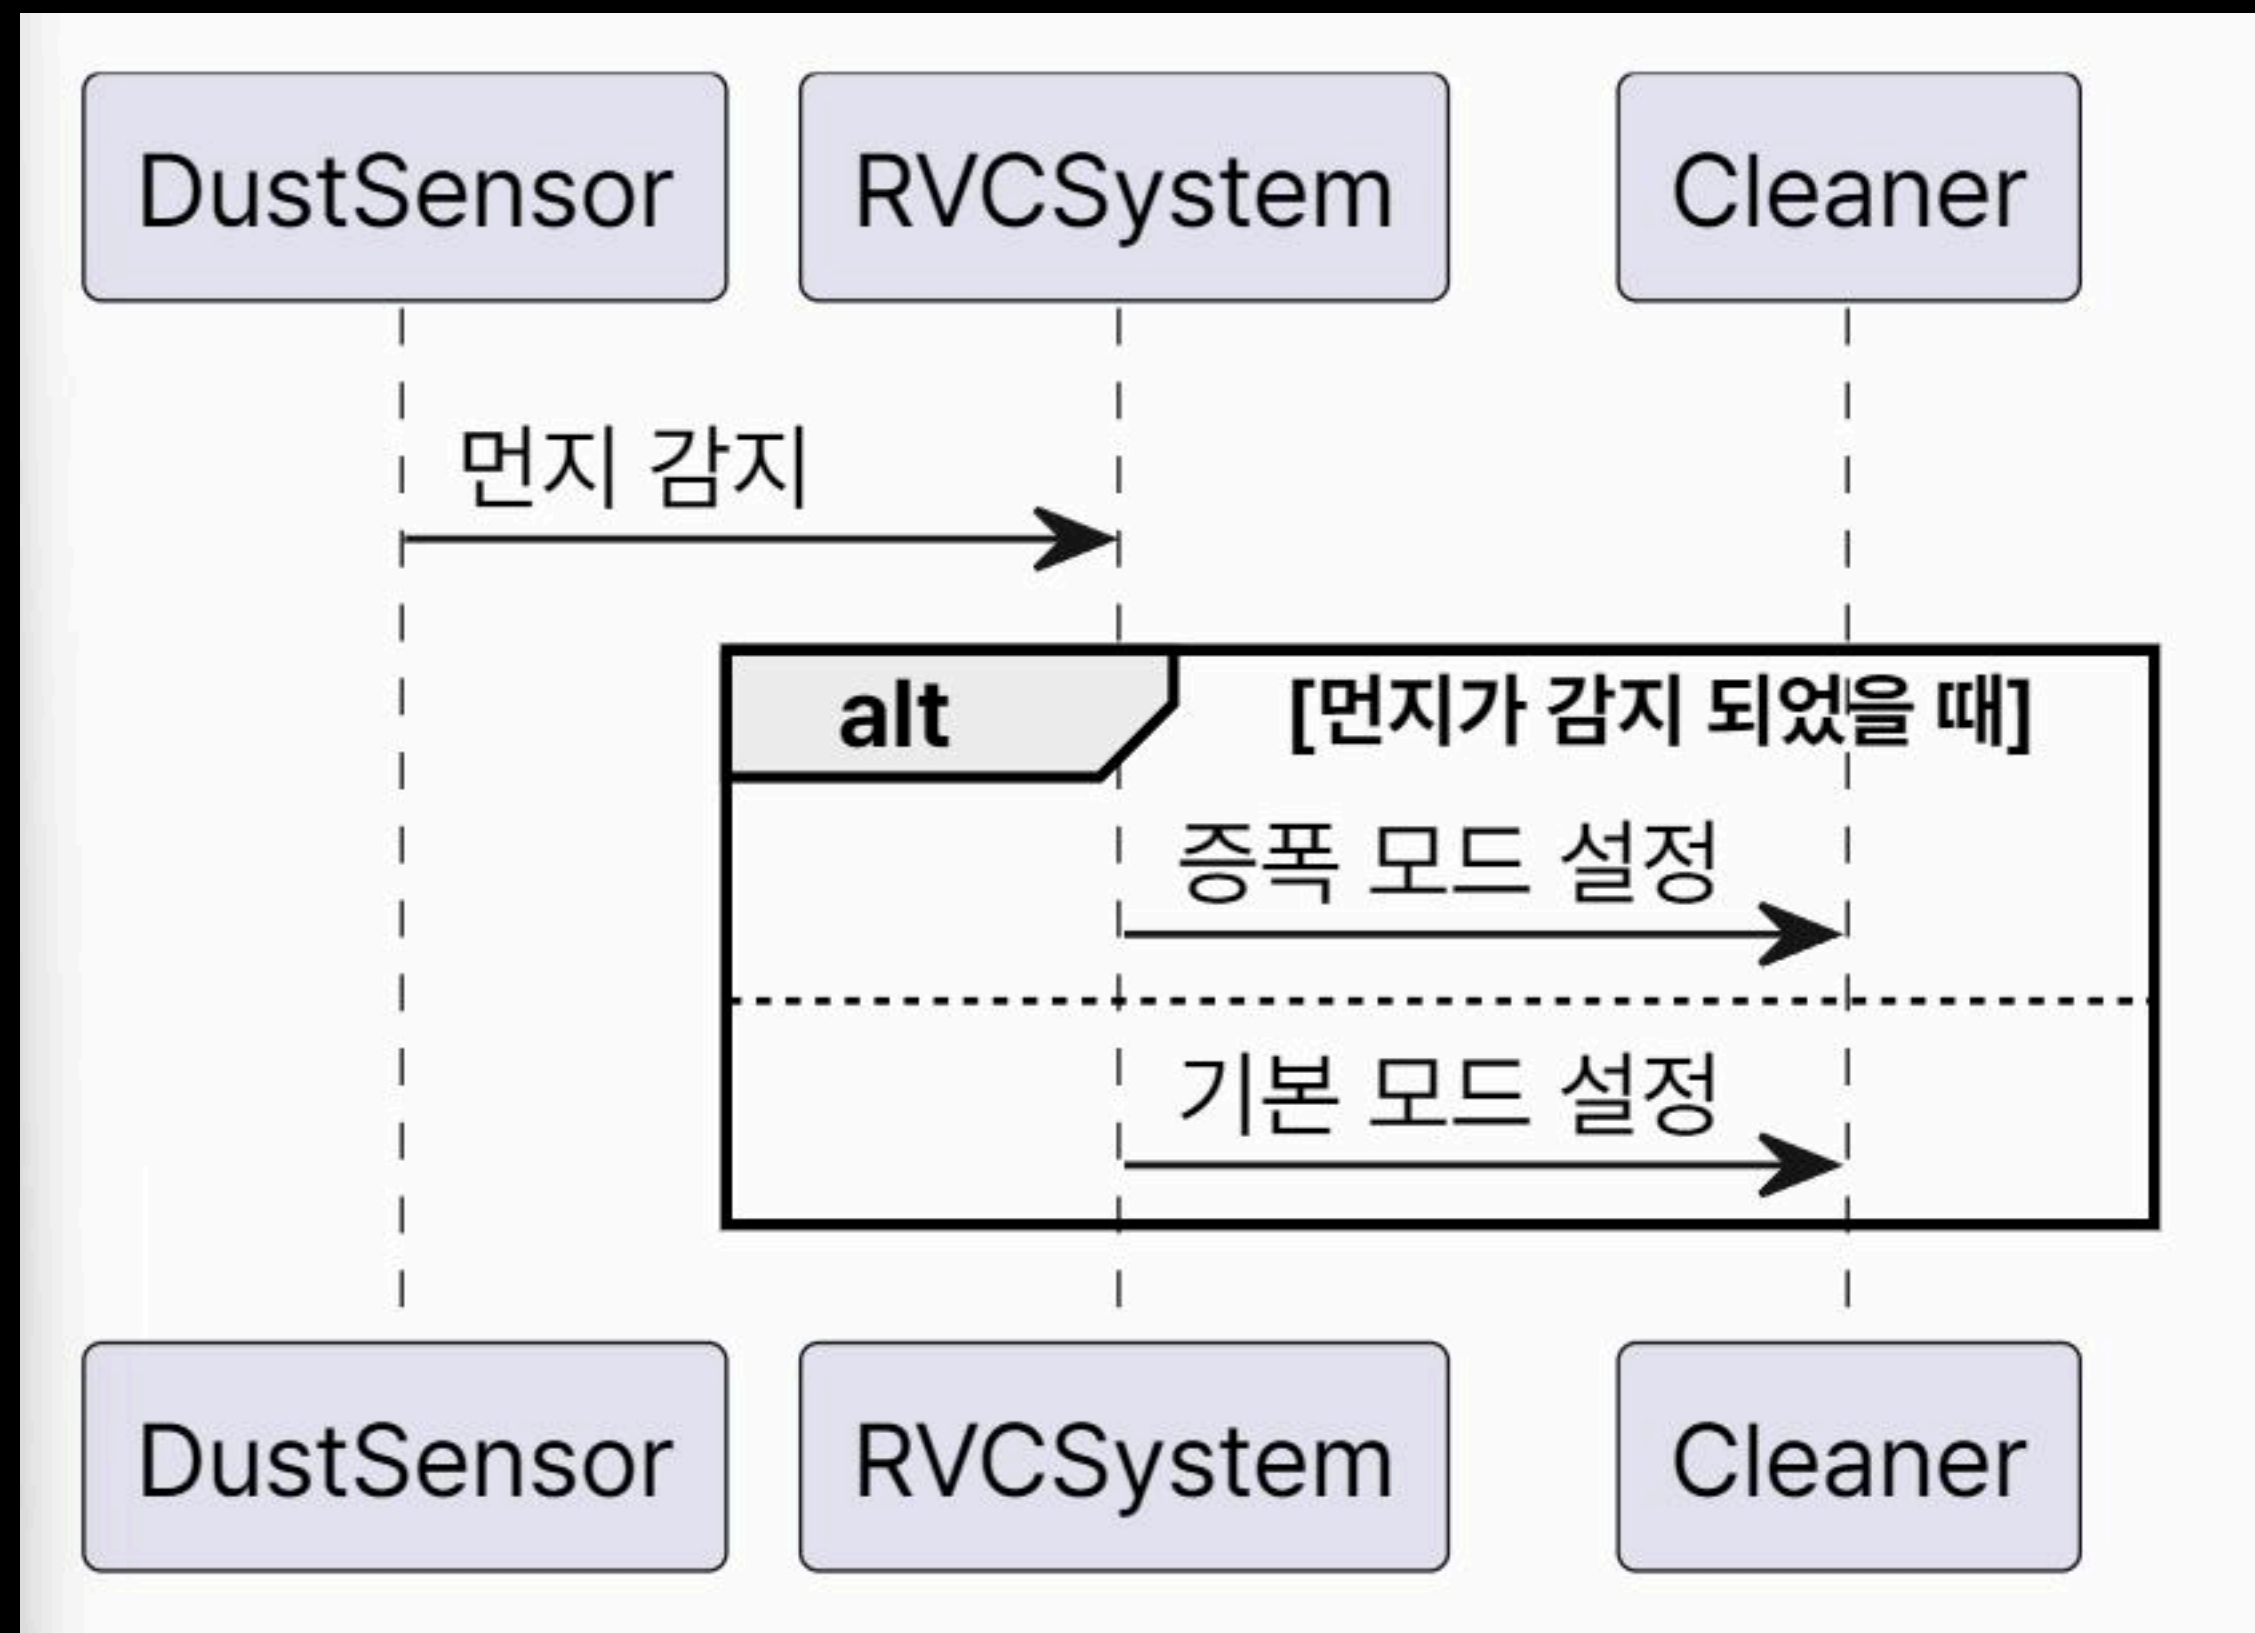 DustSensor RVCSystem Cleaner
먼지 감지
alt [먼지가 감지 되었을 때]
증폭 모드 설정
기본 모드 설정
DustSensor RVCSystem Cleaner